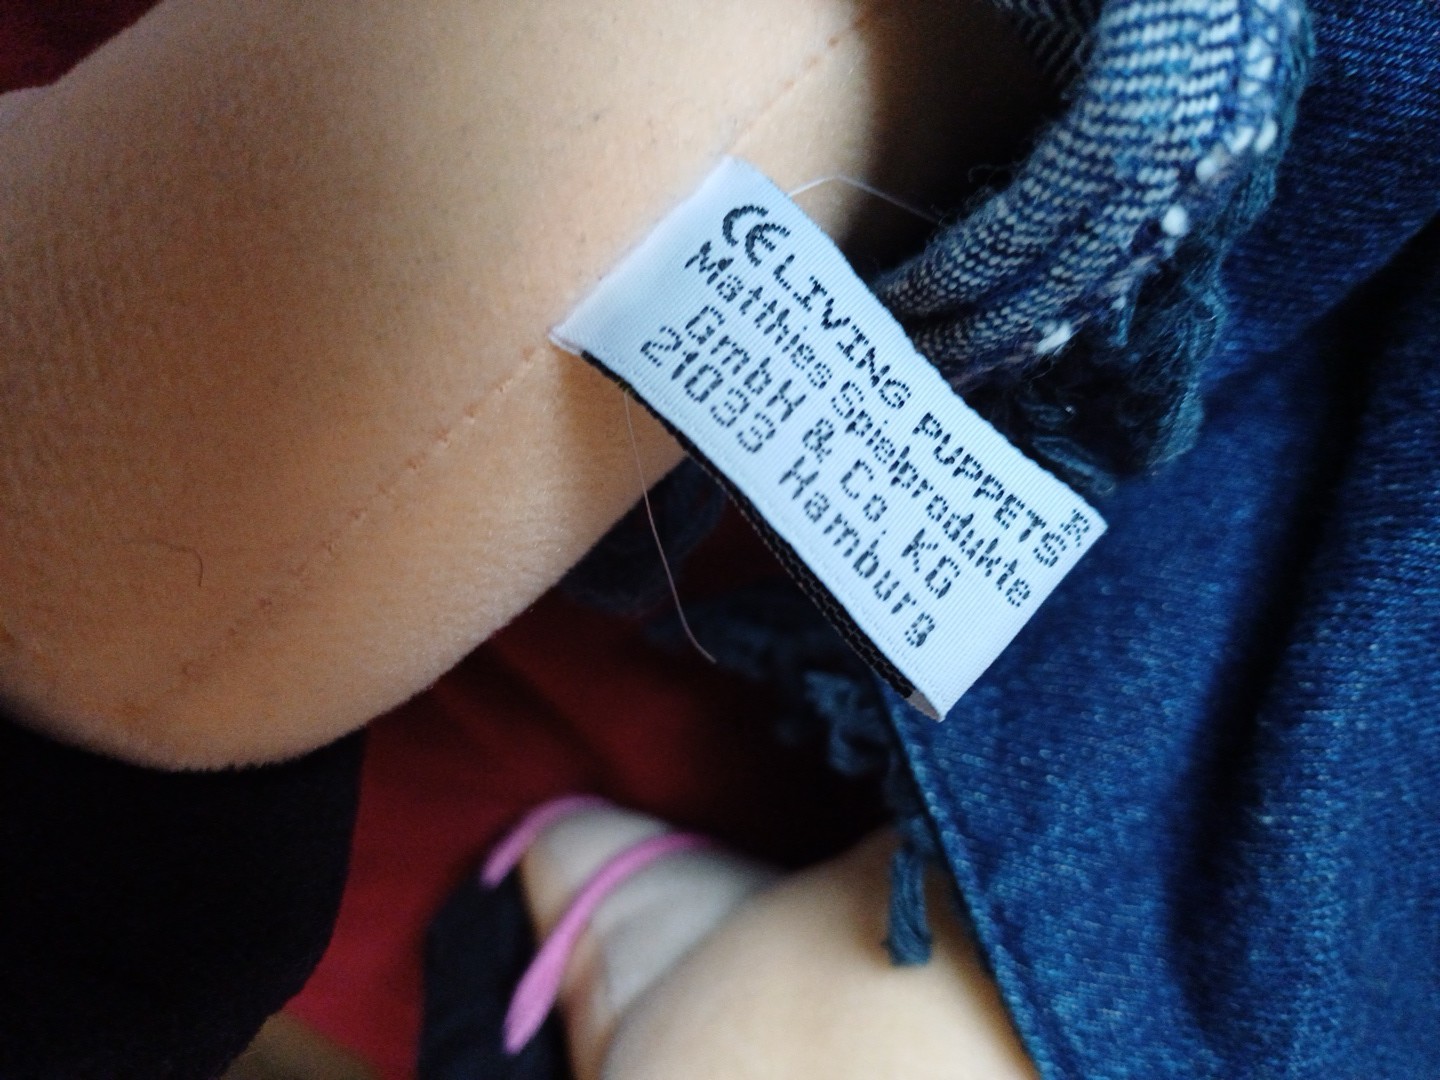 CE LIVING PUPPETS®
Matthies Spielprodukte
GmbH & Co. KG
21033 Hamburg